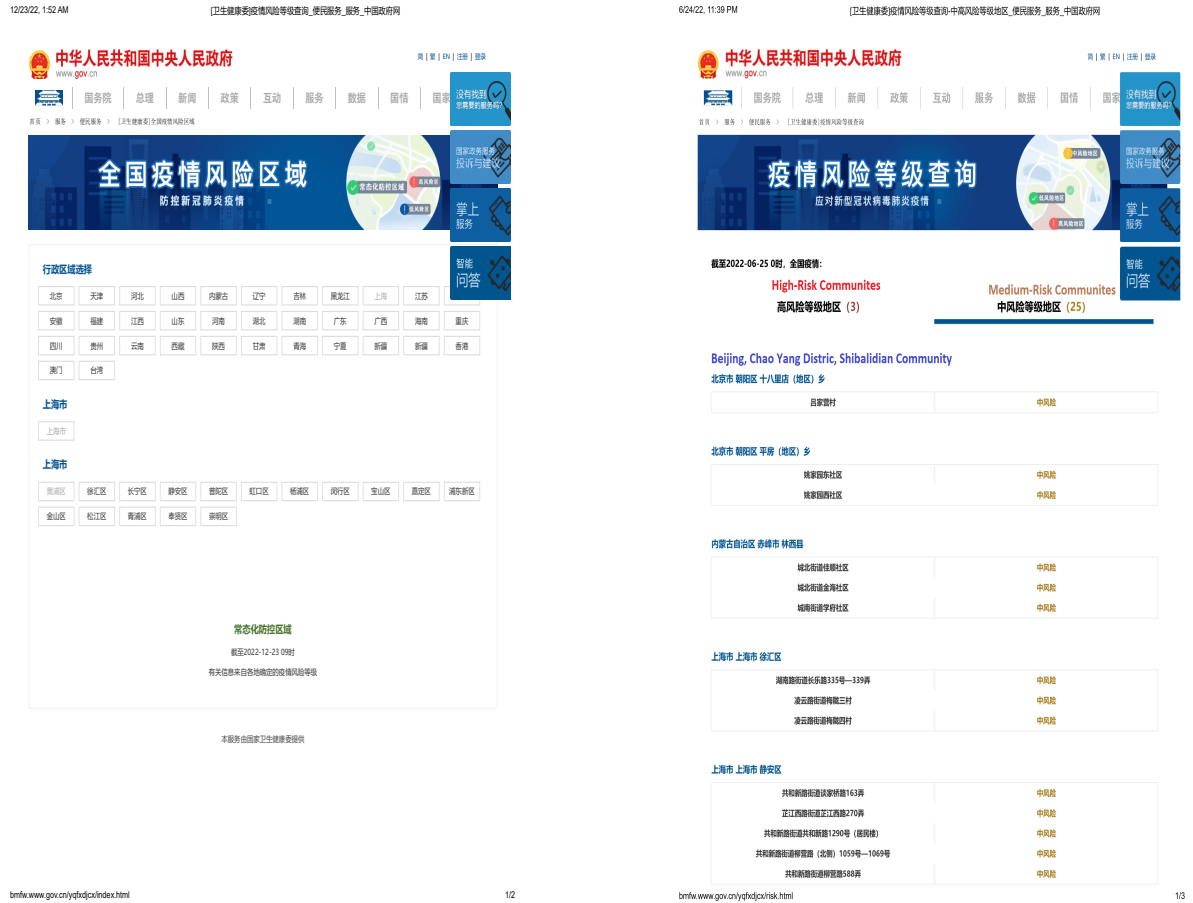 12/23/22, 1:52 AM
[卫生健康委]疫情风险等级查询_便民服务_服务_中国政府网
中华人民共和国中央人民政府
www.gov.cn
简 | 繁 | EN | 注册 | 登录
国务院 总理 新闻 政策 互动 服务 数据 国情 国家
首页 > 服务 > 便民服务 > [卫生健康委]全国疫情风险区域
没有找到
您需要的服务吗?
国家政务服务
投诉与建议
掌上
服务
智能
问答
全国疫情风险区域
防控新冠肺炎疫情
常态化防控区域
高风险区
低风险区
行政区域选择
北京 天津 河北 山西 内蒙古 辽宁 吉林 黑龙江 上海 江苏
安徽 福建 江西 山东 河南 湖北 湖南 广东 广西 海南 重庆
四川 贵州 云南 西藏 陕西 甘肃 青海 宁夏 新疆 新疆 香港
澳门 台湾
上海市
上海市
上海市
黄浦区 徐汇区 长宁区 静安区 普陀区 虹口区 杨浦区 闵行区 宝山区 嘉定区 浦东新区
金山区 松江区 青浦区 奉贤区 崇明区
常态化防控区域
截至2022-12-23 09时
有关信息来自各地确定的疫情风险等级
本服务由国家卫生健康委提供
bmfw.www.gov.cn/yqfxdjcx/index.html
1/2
6/24/22, 11:39 PM
[卫生健康委]疫情风险等级查询-中高风险等级地区_便民服务_服务_中国政府网
中华人民共和国中央人民政府
www.gov.cn
简 | 繁 | EN | 注册 | 登录
国务院 总理 新闻 政策 互动 服务 数据 国情 国家
首页 > 服务 > 便民服务 > [卫生健康委]疫情风险等级查询
没有找到
您需要的服务吗?
国家政务服务
投诉与建议
掌上
服务
智能
问答
疫情风险等级查询
应对新型冠状病毒肺炎疫情
中风险地区
低风险地区
高风险地区
截至2022-06-25 0时，全国疫情：
High-Risk Communites
高风险等级地区（3）
Medium-Risk Communites
中风险等级地区（25）
Beijing, Chao Yang Distric, Shibalidian Community
北京市 朝阳区 十八里店（地区）乡
吕家营村 中风险
北京市 朝阳区 平房（地区）乡
姚家园东社区 中风险
姚家园西社区 中风险
内蒙古自治区 赤峰市 林西县
城北街道佳顺社区 中风险
城北街道金海社区 中风险
城南街道学府社区 中风险
上海市 上海市 徐汇区
湖南路街道长乐路335号—339弄 中风险
凌云路街道梅陇三村 中风险
凌云路街道梅陇四村 中风险
上海市 上海市 静安区
共和新路街道谈家桥路163弄 中风险
芷江西路街道芷江西路270弄 中风险
共和新路街道共和新路1290号（居民楼） 中风险
共和新路街道柳营路（北侧）1059号—1069号 中风险
共和新路街道柳营路588弄 中风险
bmfw.www.gov.cn/yqfxdjcx/risk.html
1/3